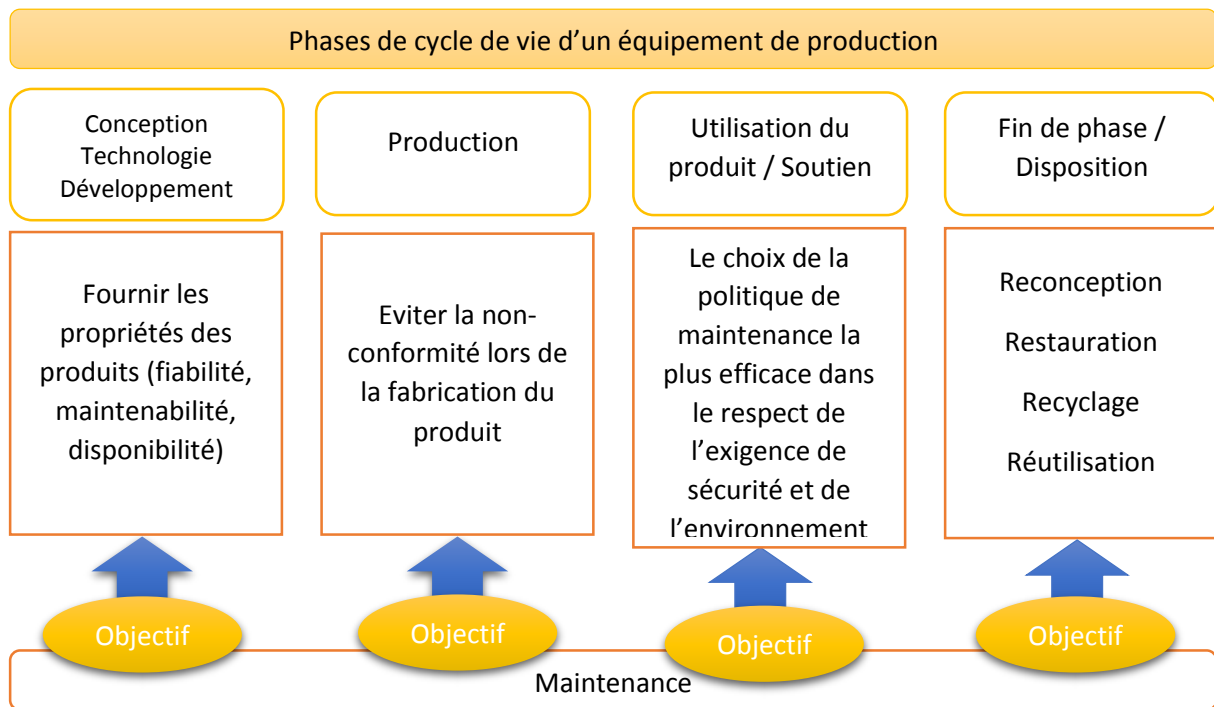 Phases de cycle de vie d’un équipement de production
Conception
Technologie
Développement
Production
Utilisation du
produit / Soutien
Fin de phase /
Disposition
Fournir les
propriétés des
produits (fiabilité,
maintenabilité,
disponibilité)
Eviter la non-
conformité lors de
la fabrication du
produit
Le choix de la
politique de
maintenance la
plus efficace dans
le respect de
l’exigence de
sécurité et de
l’environnement
Reconception
Restauration
Recyclage
Réutilisation
Objectif
Objectif
Objectif
Objectif
Maintenance